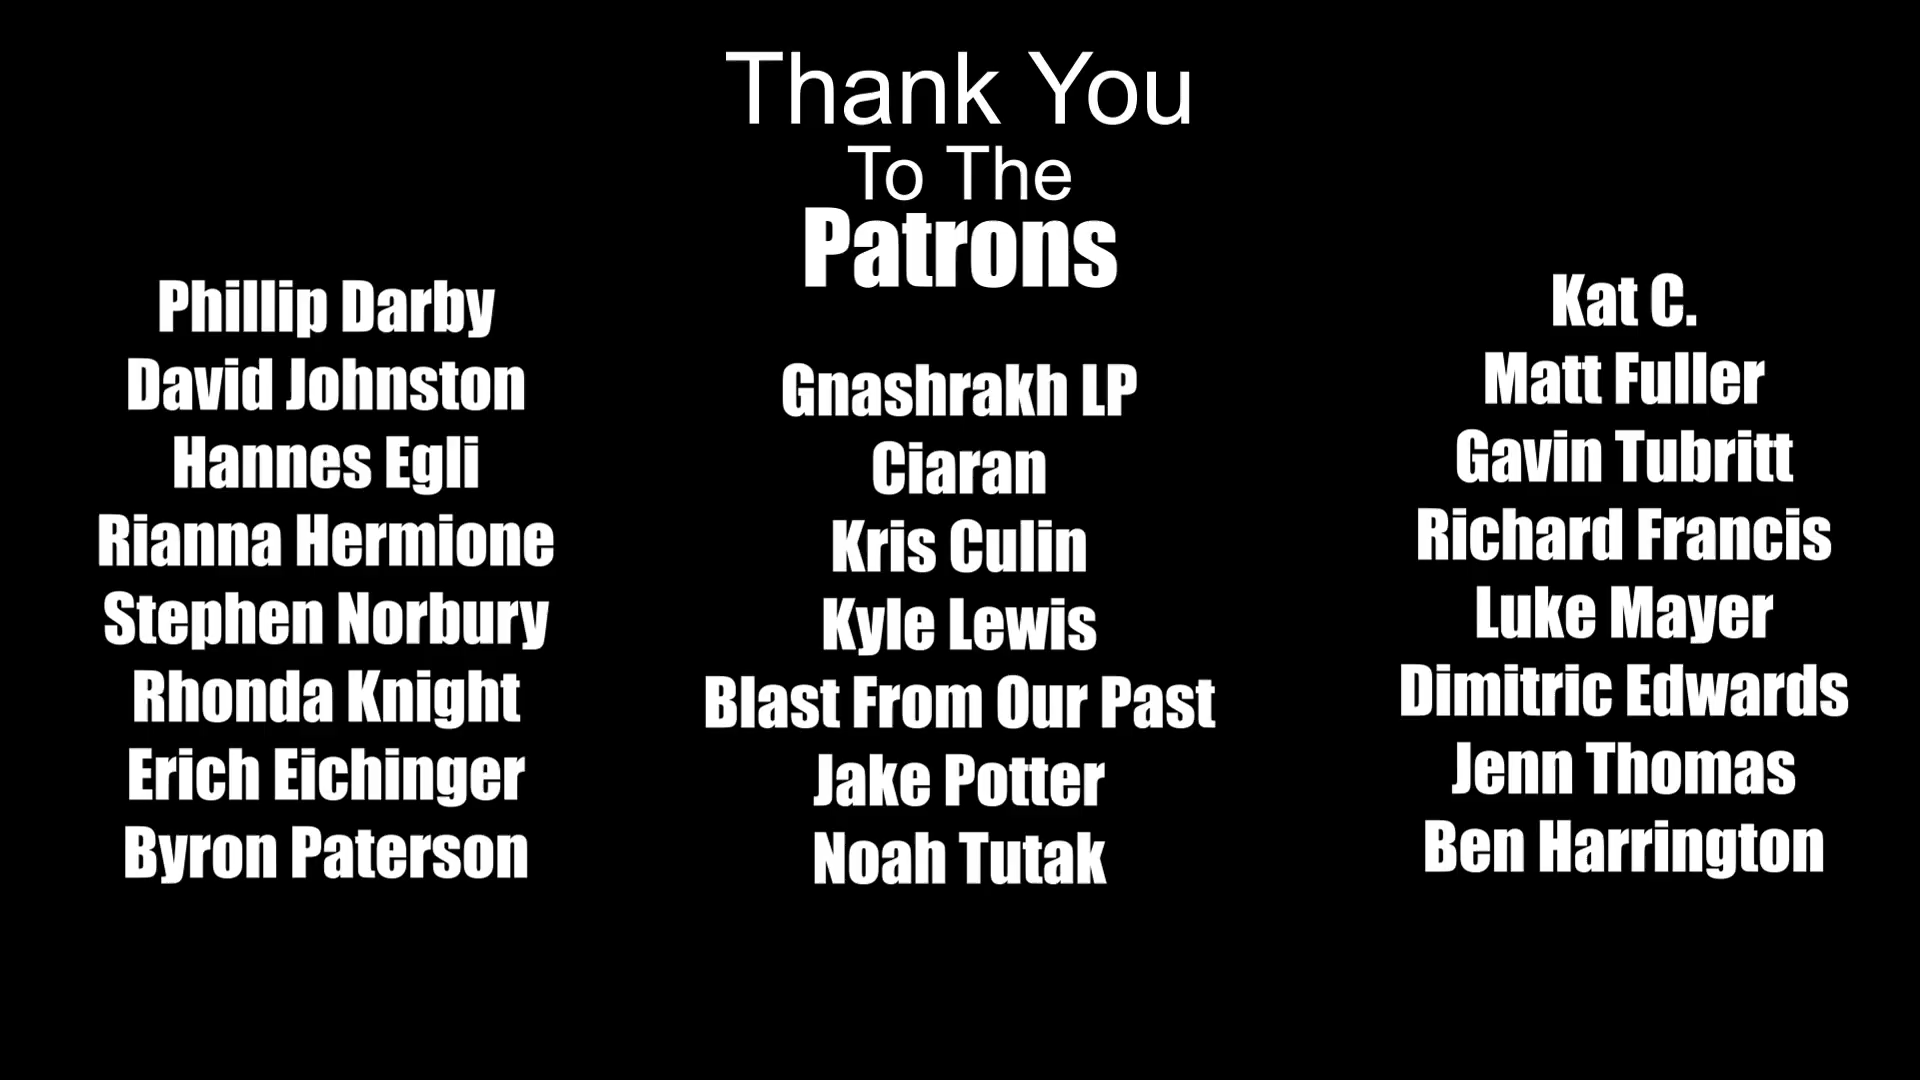 Thank You
To The
Patrons
Phillip Darby
David Johnston
Hannes Egli
Rianna Hermione
Stephen Norbury
Rhonda Knight
Erich Eichinger
Byron Paterson
Gnashrakh LP
Ciaran
Kris Culin
Kyle Lewis
Blast From Our Past
Jake Potter
Noah Tutak
Kat C.
Matt Fuller
Gavin Tubritt
Richard Francis
Luke Mayer
Dimitric Edwards
Jenn Thomas
Ben Harrington